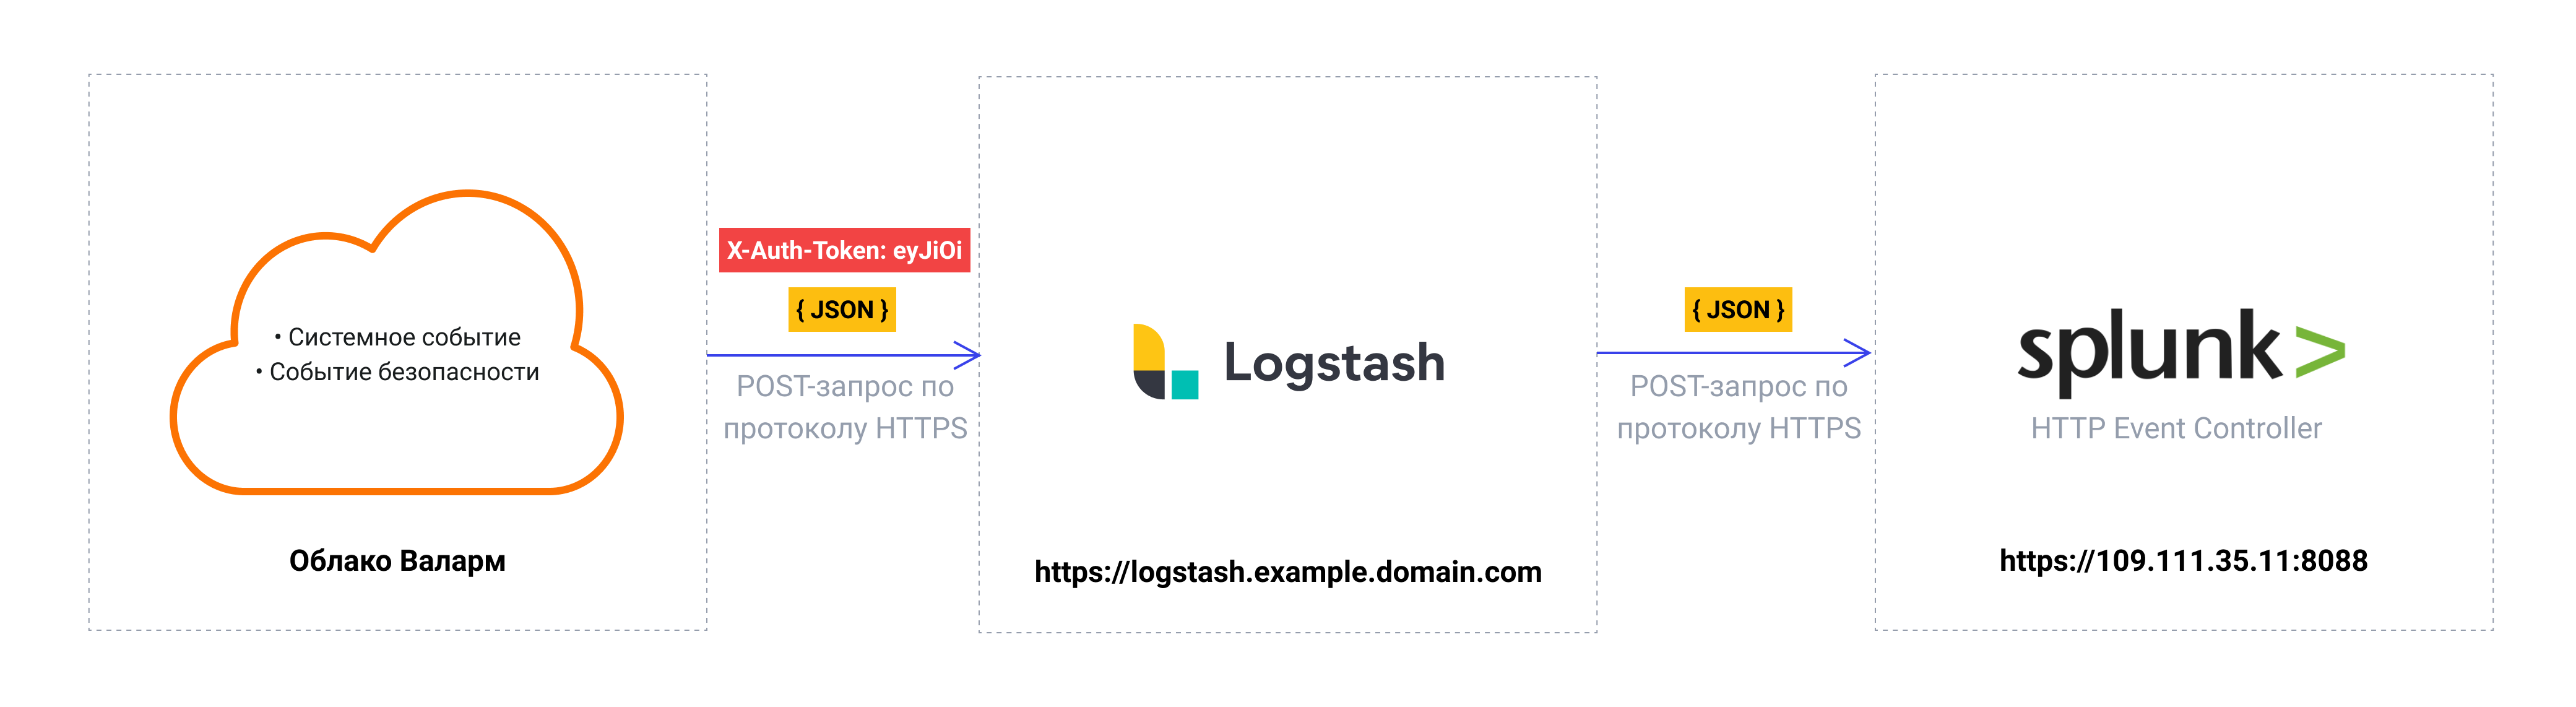 • Системное событие
• Событие безопасности
Облако Валарм
X-Auth-Token: eyJiOi
{ JSON }
POST-запрос по
протоколу HTTPS
Logstash
https://logstash.example.domain.com
{ JSON }
POST-запрос по
протоколу HTTPS
splunk>
HTTP Event Controller
https://109.111.35.11:8088